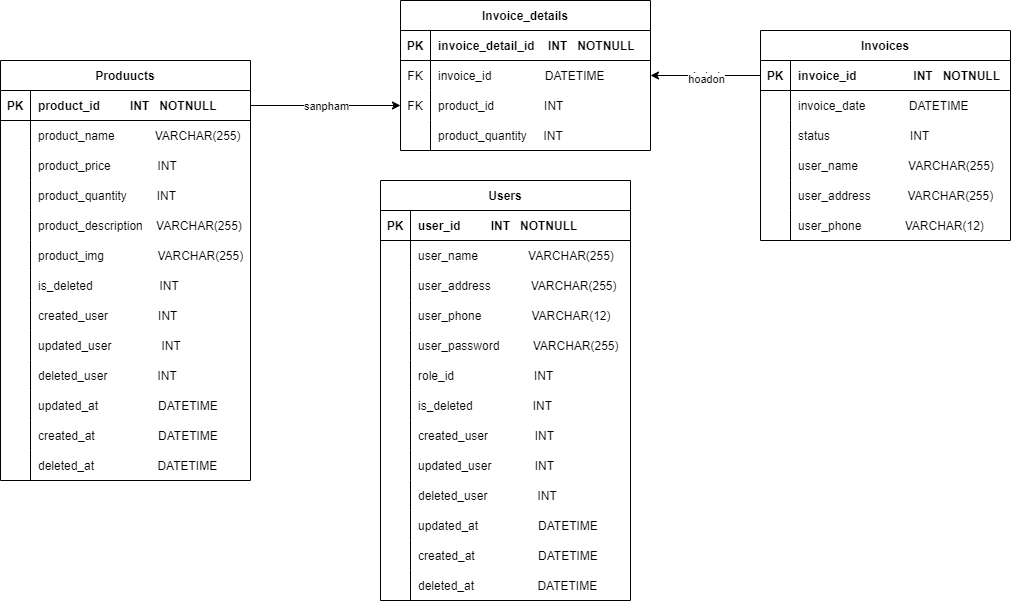 Invoice_details
PK invoice_detail_id INT NOTNULL
FK invoice_id DATETIME
FK product_id INT
product_quantity INT
Invoices
PK invoice_id INT NOTNULL
invoice_date DATETIME
status INT
user_name VARCHAR(255)
user_address VARCHAR(255)
user_phone VARCHAR(12)
hoadon
Produucts
PK product_id INT NOTNULL
product_name VARCHAR(255)
product_price INT
product_quantity INT
product_description VARCHAR(255)
product_img VARCHAR(255)
is_deleted INT
created_user INT
updated_user INT
deleted_user INT
updated_at DATETIME
created_at DATETIME
deleted_at DATETIME
sanpham
Users
PK user_id INT NOTNULL
user_name VARCHAR(255)
user_address VARCHAR(255)
user_phone VARCHAR(12)
user_password VARCHAR(255)
role_id INT
is_deleted INT
created_user INT
updated_user INT
deleted_user INT
updated_at DATETIME
created_at DATETIME
deleted_at DATETIME